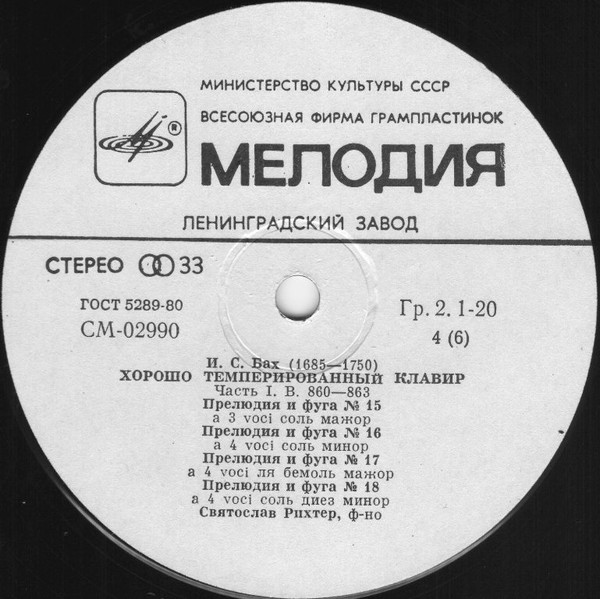 МИНИСТЕРСТВО КУЛЬТУРЫ СССР
ВСЕСОЮЗНАЯ ФИРМА ГРАМПЛАСТИНОК
®
МЕЛОДИЯ
ЛЕНИНГРАДСКИЙ ЗАВОД
СТЕРЕО 33
ГОСТ 5289-80
Гр. 2. 1-20
СМ-02990
4 (6)
И. С. Бах (1685—1750)
ХОРОШО ТЕМПЕРИРОВАННЫЙ КЛАВИР
Часть I. В. 860—863
Прелюдия и фуга № 15
а 3 voci соль мажор
Прелюдия и фуга № 16
а 4 voci соль минор
Прелюдия и фуга № 17
а 4 voci ля бемоль мажор
Прелюдия и фуга № 18
а 4 voci соль диез минор
Святослав Рихтер, ф-но